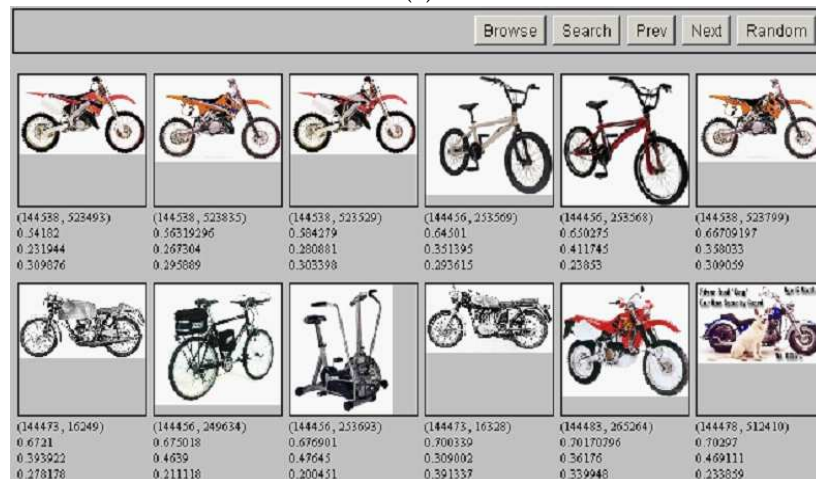 Browse Search Prev Next Random
(144538, 523493) (144538, 523835) (144538, 523529) (144456, 253569) (144456, 253568) (144538, 523799)
0.54182 0.56319296 0.584279 0.64501 0.650275 0.66709197
0.231944 0.267304 0.280881 0.351395 0.411745 0.358033
0.309876 0.295889 0.303398 0.293615 0.23853 0.309059
(144473, 16249) (144456, 249634) (144456, 253693) (144473, 16328) (144483, 265264) (144478, 512410)
0.6721 0.675018 0.676901 0.700339 0.70170796 0.70297
0.393922 0.4639 0.47645 0.309002 0.36176 0.469111
0.278178 0.211118 0.200451 0.391337 0.339948 0.233859